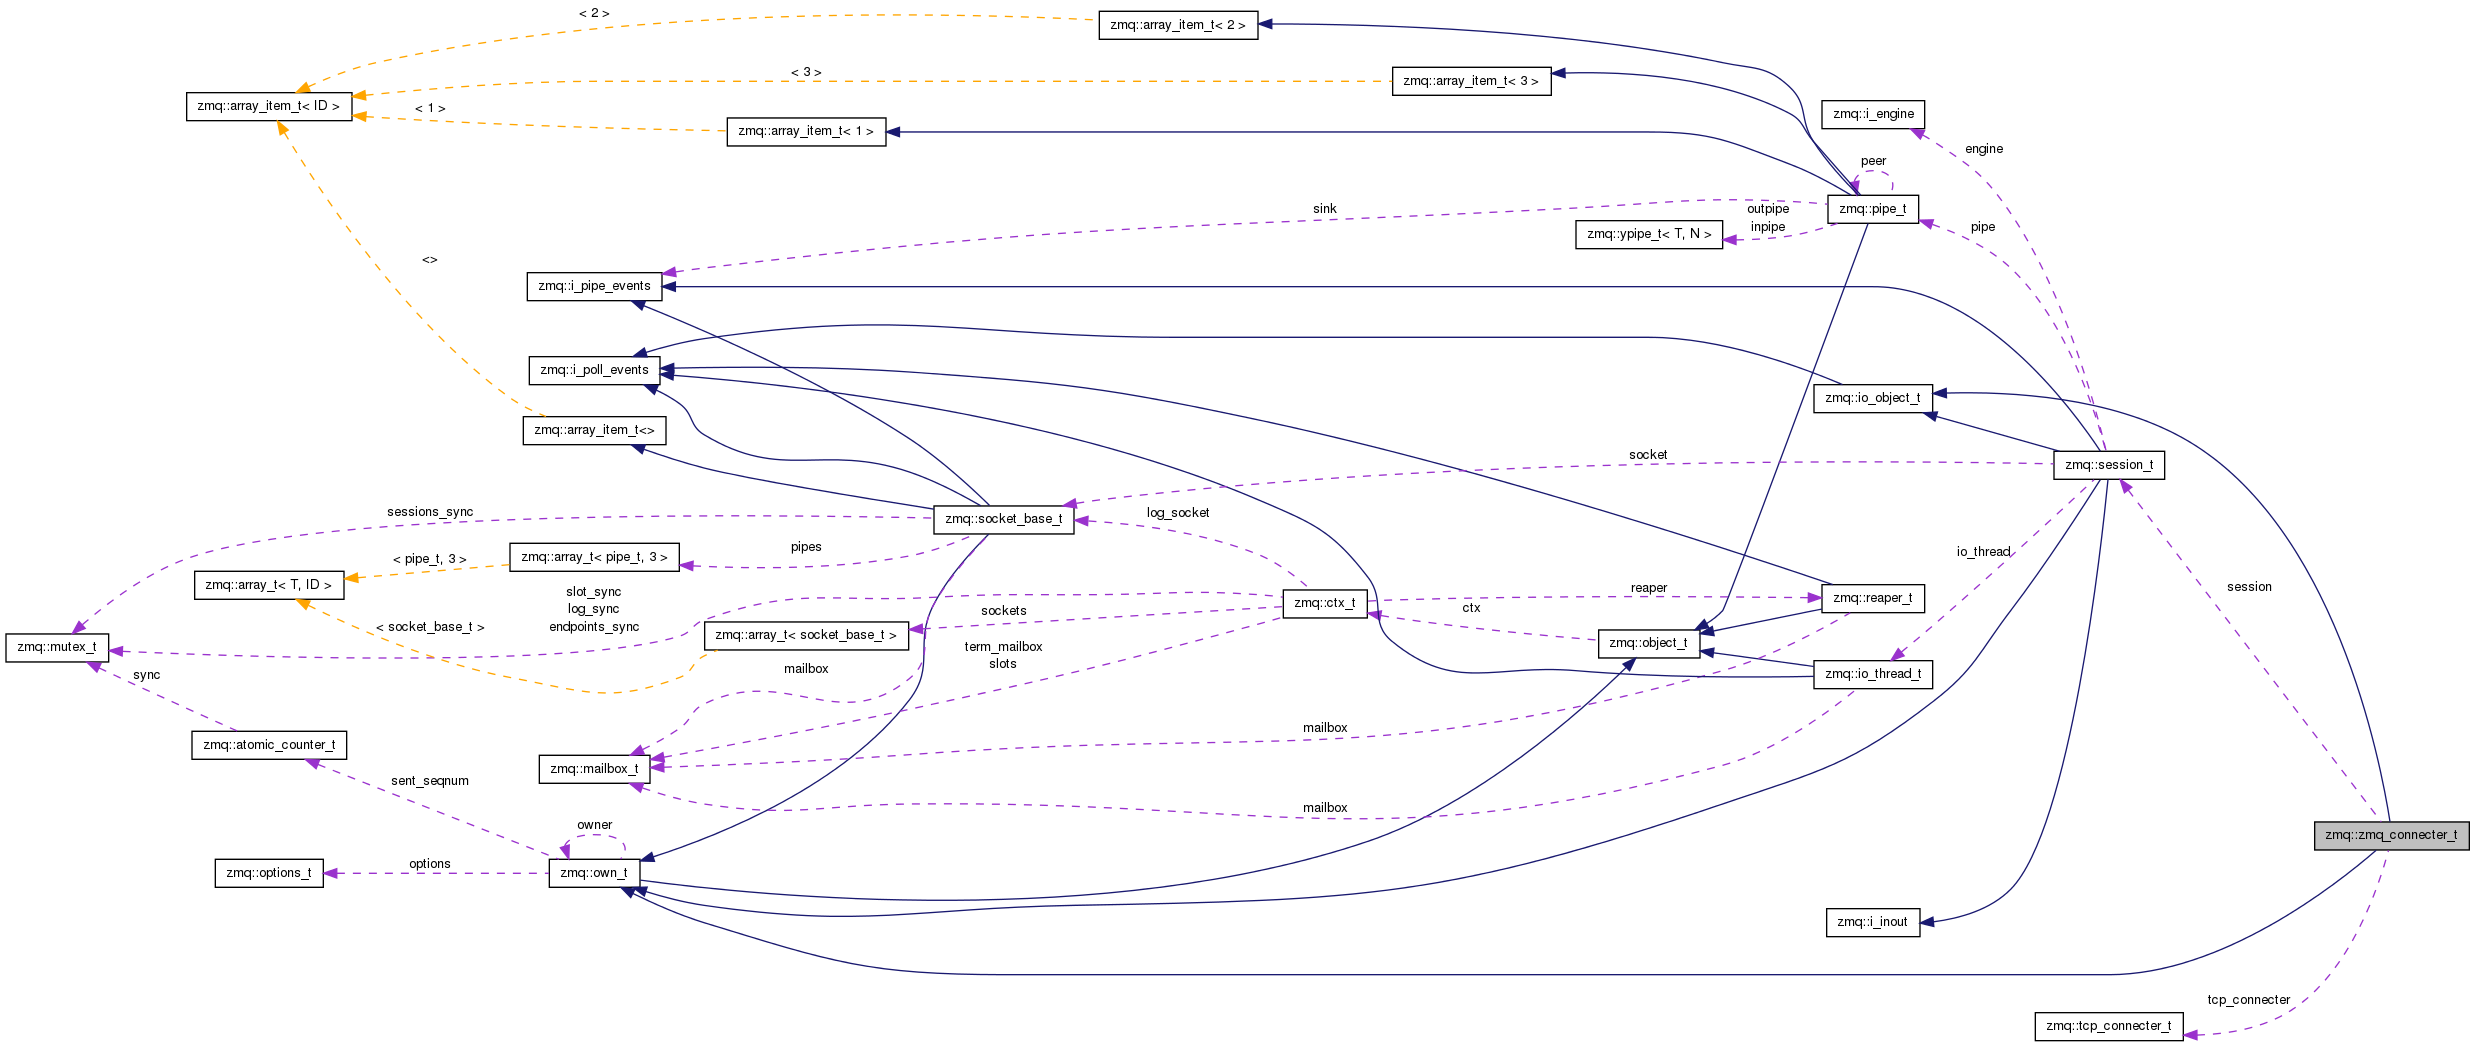 < 2 >
zmq::array_item_t< 2 >
< 3 >
zmq::array_item_t< 3 >
zmq::array_item_t< ID >
< 1 >
zmq::array_item_t< 1 >
zmq::i_engine
engine
peer
zmq::pipe_t
sink
outpipe
inpipe
zmq::ypipe_t< T, N >
pipe
<>
zmq::i_pipe_events
zmq::i_poll_events
zmq::io_object_t
zmq::array_item_t<>
socket
zmq::session_t
sessions_sync
zmq::socket_base_t
log_socket
pipes
zmq::array_t< pipe_t, 3 >
< pipe_t, 3 >
io_thread
zmq::array_t< T, ID >
slot_sync
log_sync
endpoints_sync
zmq::ctx_t
reaper
zmq::reaper_t
session
sockets
ctx
< socket_base_t >
zmq::array_t< socket_base_t >
zmq::mutex_t
zmq::object_t
term_mailbox
slots
sync
mailbox
zmq::io_thread_t
mailbox
zmq::atomic_counter_t
zmq::mailbox_t
sent_seqnum
mailbox
owner
zmq::zmq_connecter_t
options
zmq::options_t
zmq::own_t
zmq::i_inout
tcp_connecter
zmq::tcp_connecter_t